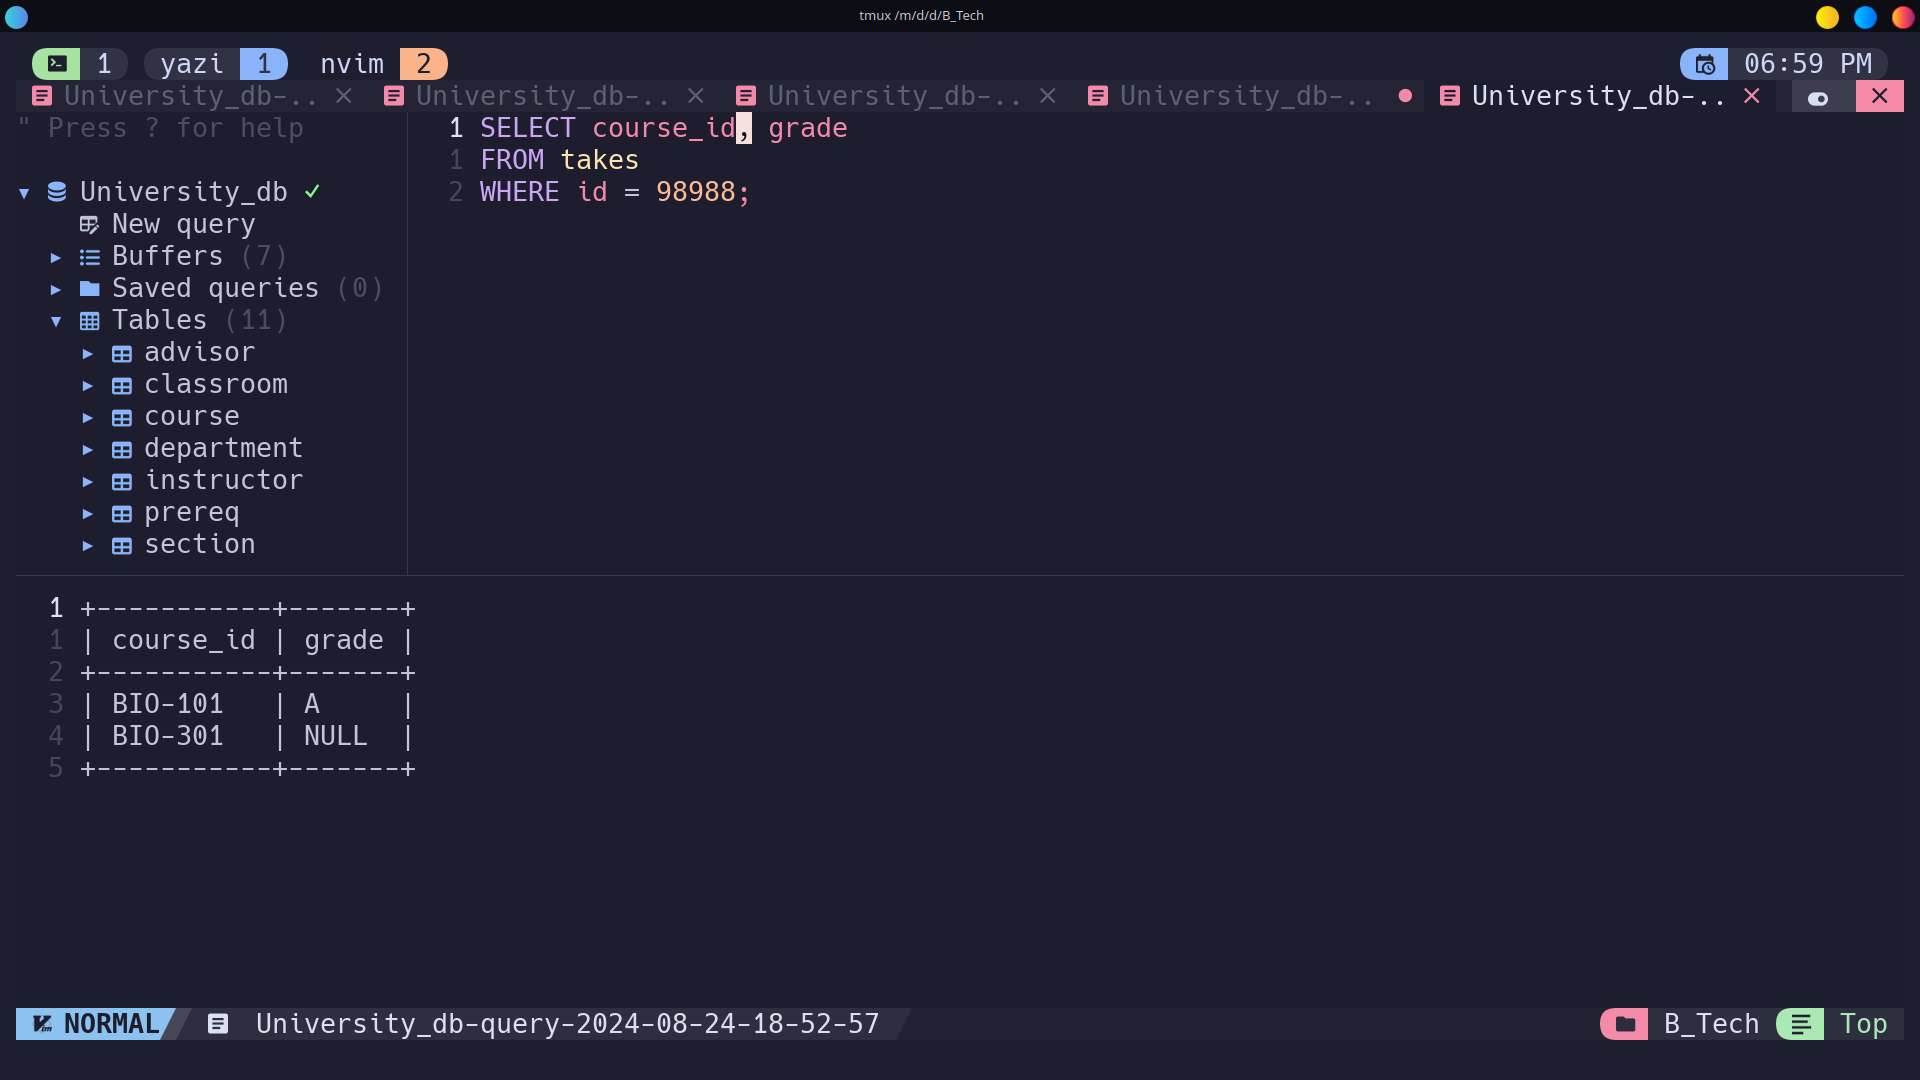 tmux /m/d/d/B_Tech
1 yazi 1 nvim 2 06:59 PM
University_db-.. University_db-.. University_db-.. University_db-.. University_db-..
" Press ? for help
University_db
New query
Buffers (7)
Saved queries (0)
Tables (11)
advisor
classroom
course
department
instructor
prereq
section
1 SELECT course_id, grade
1 FROM takes
2 WHERE id = 98988;
1 +-----------+-------+
1 | course_id | grade |
2 +-----------+-------+
3 | BIO-101   | A     |
4 | BIO-301   | NULL  |
5 +-----------+-------+
NORMAL University_db-query-2024-08-24-18-52-57 B_Tech Top